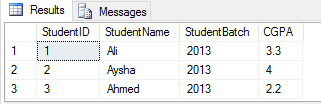 Results Messages
StudentID StudentName StudentBatch CGPA
1 1 Ali 2013 3.3
2 2 Aysha 2013 4
3 3 Ahmed 2013 2.2